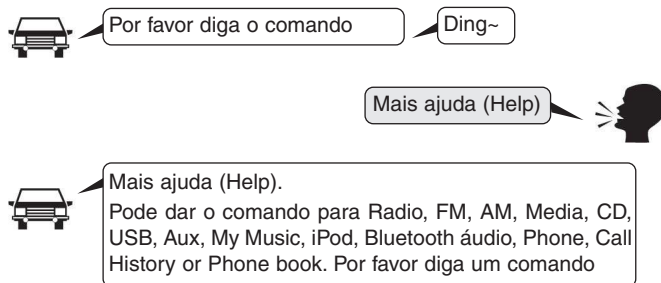 Por favor diga o comando
Ding~
Mais ajuda (Help)
Mais ajuda (Help).
Pode dar o comando para Radio, FM, AM, Media, CD,
USB, Aux, My Music, iPod, Bluetooth áudio, Phone, Call
History or Phone book. Por favor diga um comando